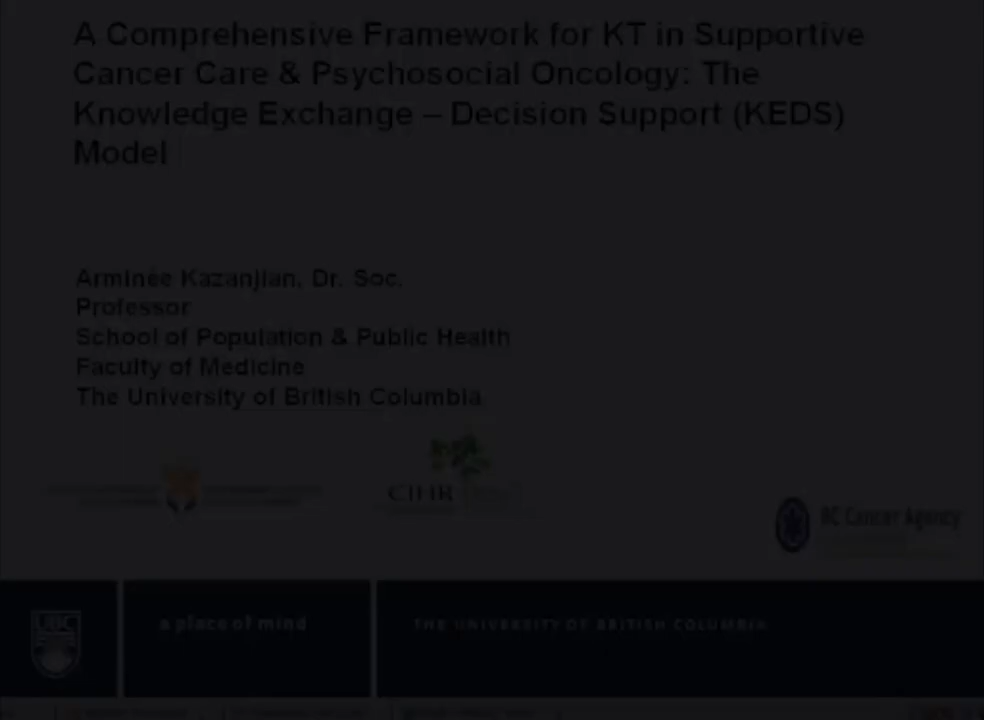 A Comprehensive Framework for KT in Supportive
Cancer Care & Psychosocial Oncology: The
Knowledge Exchange – Decision Support (KEDS)
Model
Arminée Kazanjian, Dr. Soc.
Professor
School of Population & Public Health
Faculty of Medicine
The University of British Columbia
CIHR
BC Cancer Agency
UBC
a place of mind
THE UNIVERSITY OF BRITISH COLUMBIA